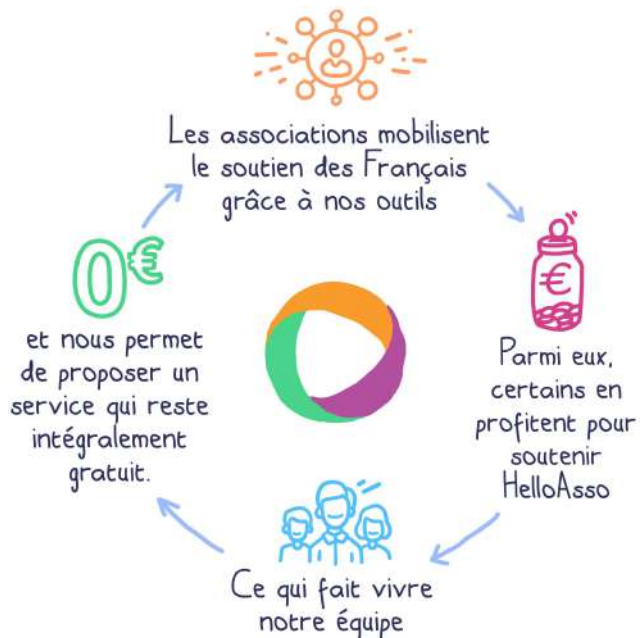 Les associations mobilisent
le soutien des Français
grâce à nos outils
0€
€
Parmi eux,
certains en
profitent pour
soutenir
HelloAsso
Ce qui fait vivre
notre équipe
et nous permet
de proposer un
service qui reste
intégralement
gratuit.